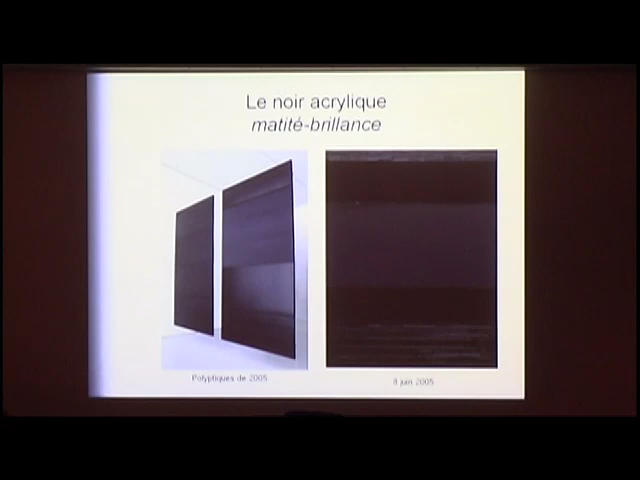 Le noir acrylique
matité-brillance
Polyptiques de 2005
8 juin 2005